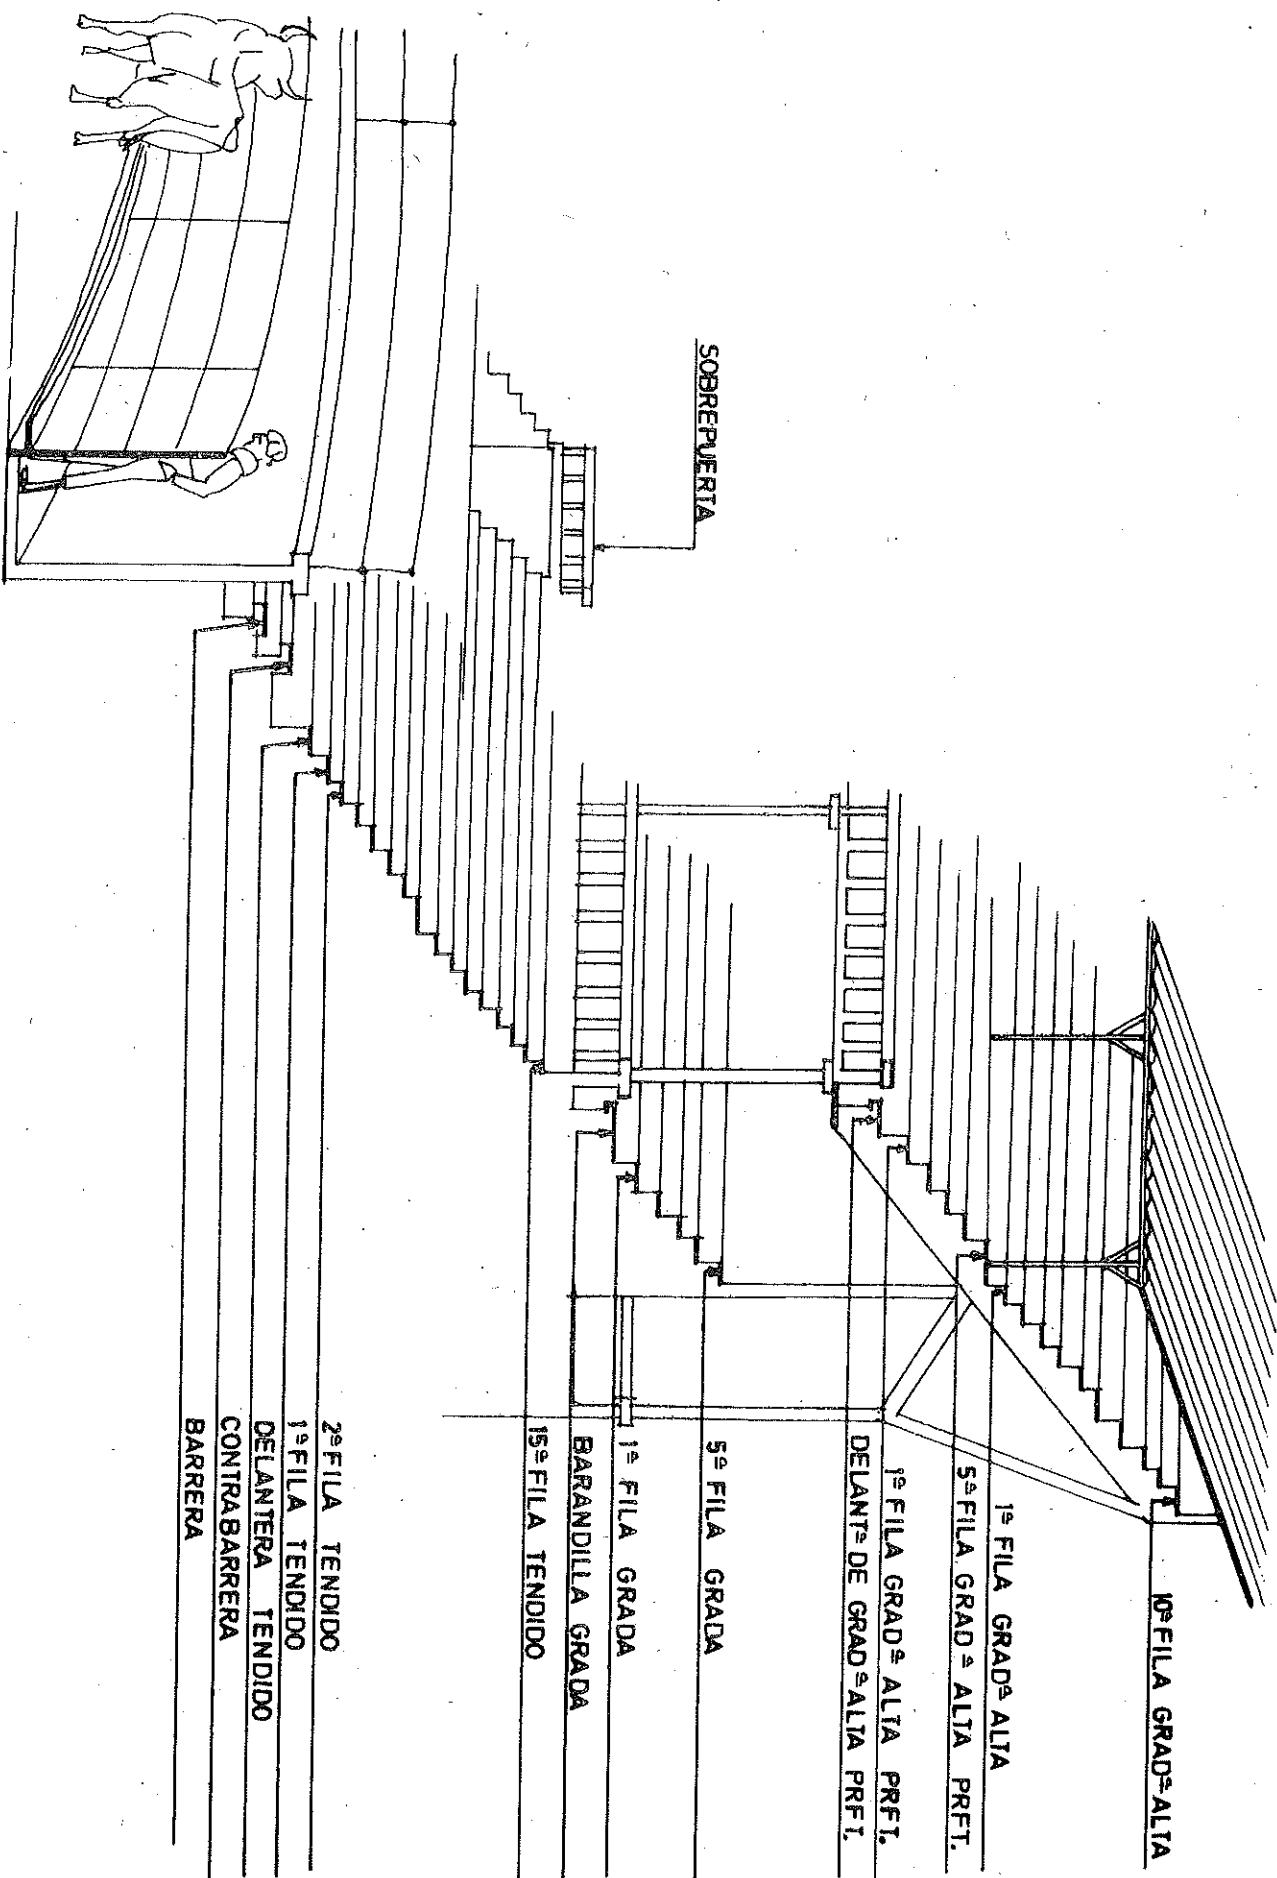 SOBREPUERTA
10ª FILA GRADª ALTA
1ª FILA GRADª ALTA
5ª FILA GRADª ALTA PRFT.
1ª FILA GRADª ALTA PRFT.
DELANTª DE GRADª ALTA PRFT.
5ª FILA GRADA
1ª FILA GRADA
BARANDILLA GRADA
15ª FILA TENDIDO
2ª FILA TENDIDO
1ª FILA TENDIDO
DELANTERA TENDIDO
CONTRABARRERA
BARRERA